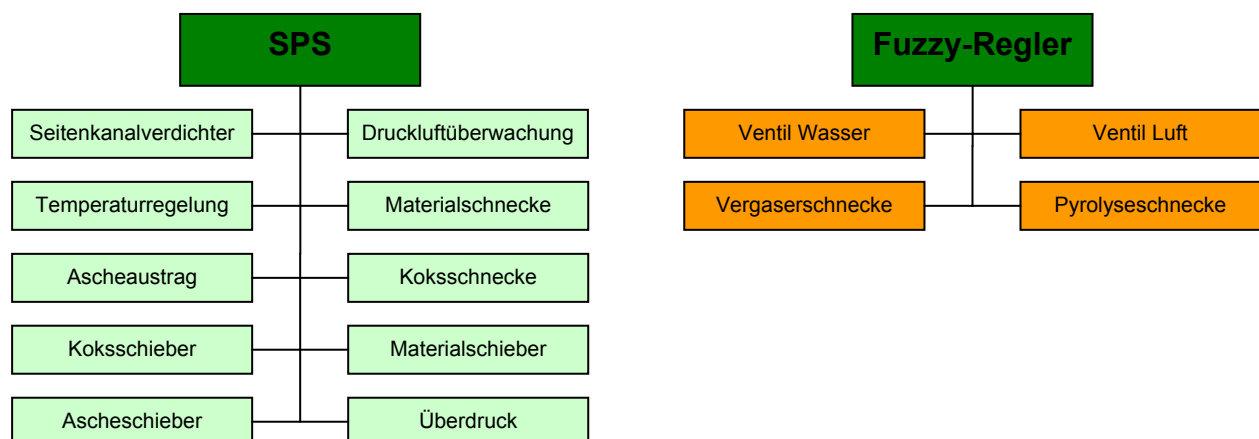 SPS
Seitenkanalverdichter
Druckluftüberwachung
Temperaturregelung
Materialschnecke
Ascheaustrag
Koksschnecke
Koksschieber
Materialschieber
Ascheschieber
Überdruck
Fuzzy-Regler
Ventil Wasser
Ventil Luft
Vergaserschnecke
Pyrolyseschnecke